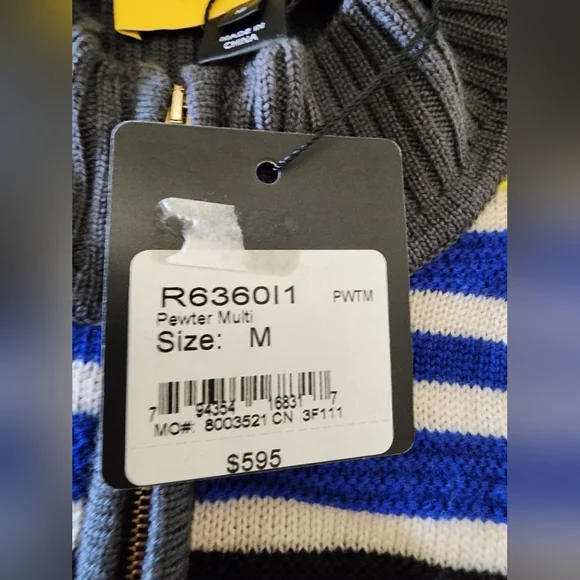 M
MADE IN
CHINA
R6360I1 PWTM
Pewter Multi
Size: M
7 94354 16831 7
MO#: 8003521 CN 3F111
$595